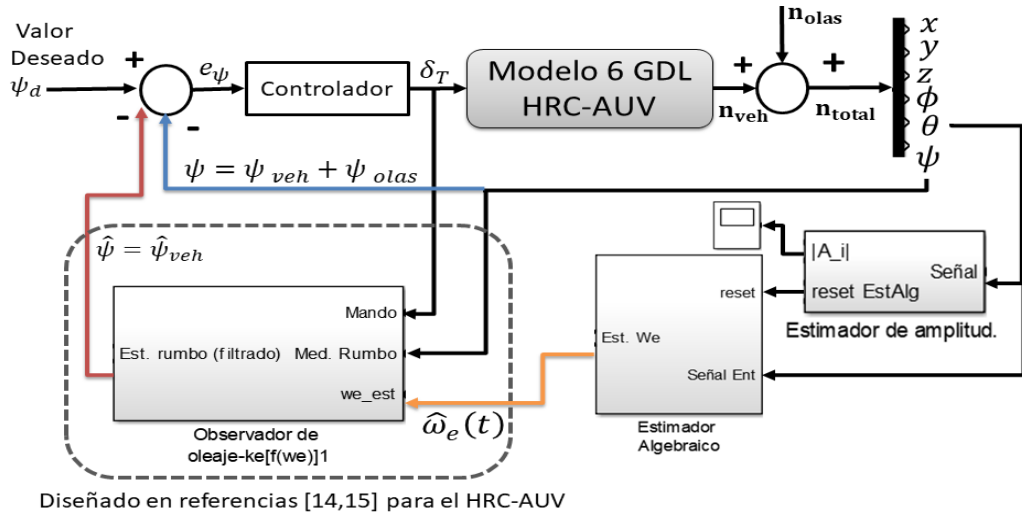 Valor
Deseado
ψ_d
+
-
-
e_ψ
Controlador
δ_T
Modelo 6 GDL
HRC-AUV
+
n_veh
n_olas
+
n_total
x
y
z
ϕ
θ
ψ
ψ = ψ_veh + ψ_olas
ψ̂ = ψ̂_veh
Mando
Est. rumbo (filtrado)
Med. Rumbo
we_est
Observador de
oleaje-ke[f(we)]1
ω̂_e(t)
reset
Est. We
Señal Ent
Estimador
Algebraico
|A_i|
Señal
reset EstAlg
Estimador de amplitud.
Diseñado en referencias [14,15] para el HRC-AUV